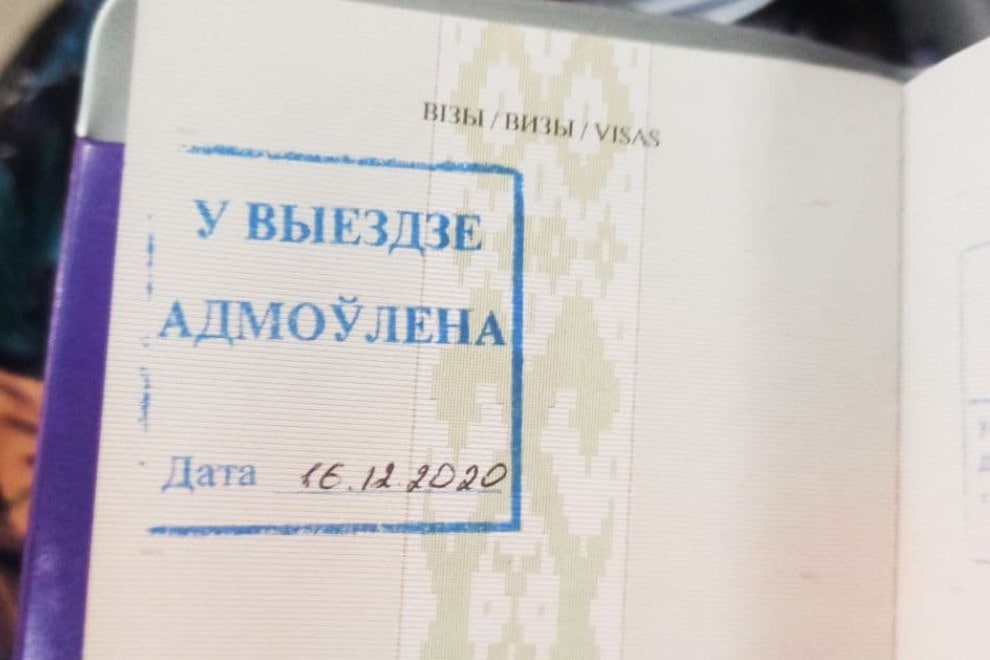 ВІЗЫ / ВИЗЫ / VISAS
У ВЫЕЗДЗЕ
АДМОЎЛЕНА
Дата 16.12.2020